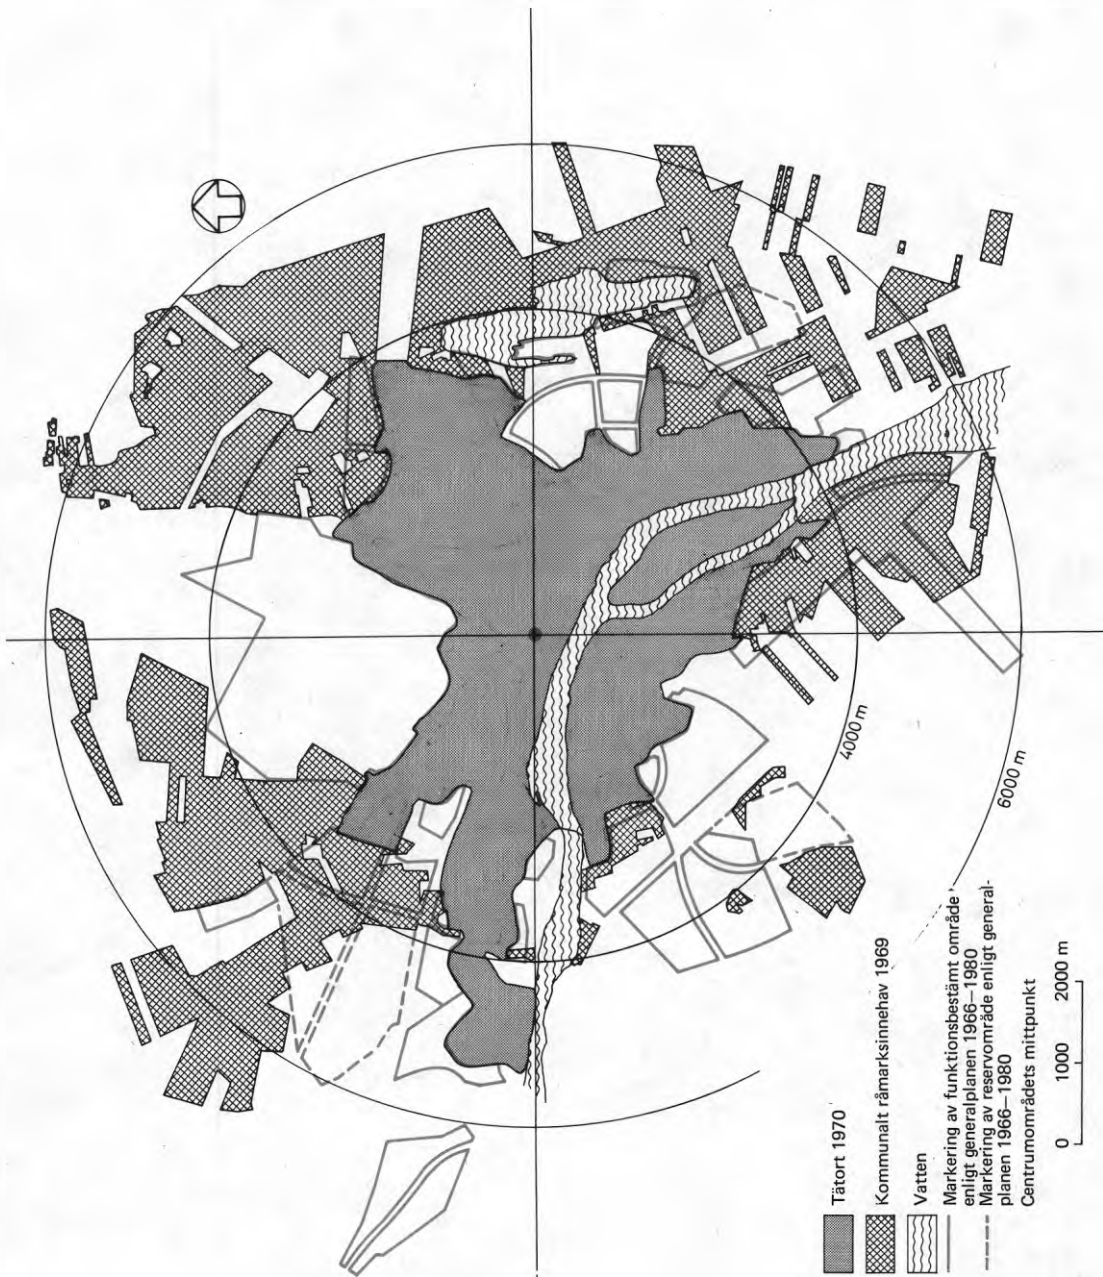 4000 m
6000 m
Tätort 1970
Kommunalt råmarksinnehav 1969
Vatten
Markering av funktionsbestämt område
enligt generalplanen 1966–1980
Markering av reservområde enligt general-
planen 1966–1980
Centrumområdets mittpunkt
0 1000 2000 m